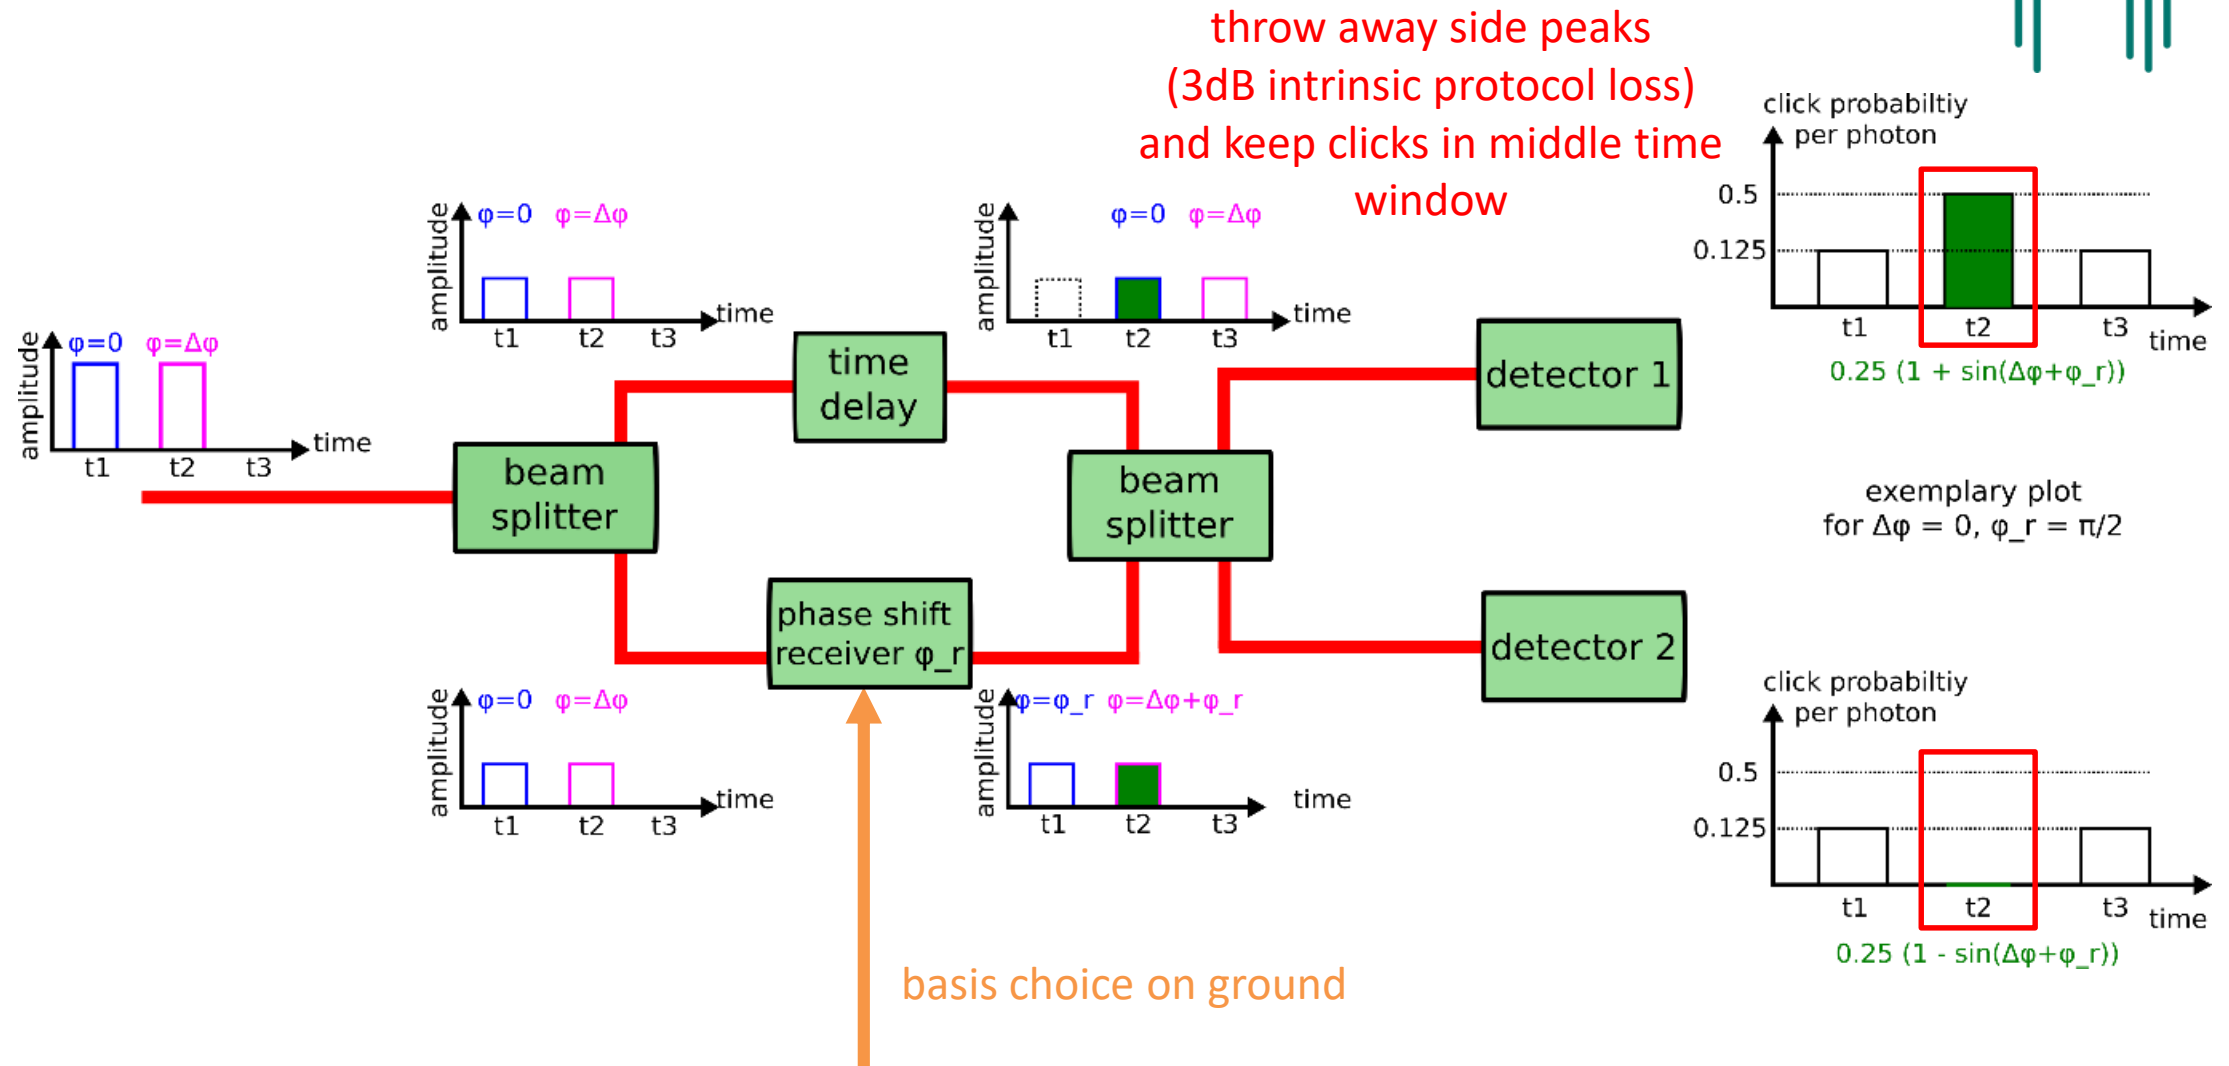 throw away side peaks
(3dB intrinsic protocol loss)
and keep clicks in middle time
window
click probabiltiy
per photon
0.5
0.125
t1 t2 t3 time
0.25 (1 + sin(Δφ+φ_r))
amplitude
φ=0 φ=Δφ
t1 t2 t3
time
amplitude
φ=0 φ=Δφ
t1 t2 t3
time
amplitude
φ=0 φ=Δφ
t1 t2 t3
time
time
delay
detector 1
beam
splitter
beam
splitter
exemplary plot
for Δφ = 0, φ_r = π/2
phase shift
receiver φ_r
detector 2
amplitude
φ=0 φ=Δφ
t1 t2 t3
time
amplitude
φ=φ_r φ=Δφ+φ_r
t1 t2 t3
time
click probabiltiy
per photon
0.5
0.125
t1 t2 t3 time
0.25 (1 - sin(Δφ+φ_r))
basis choice on ground